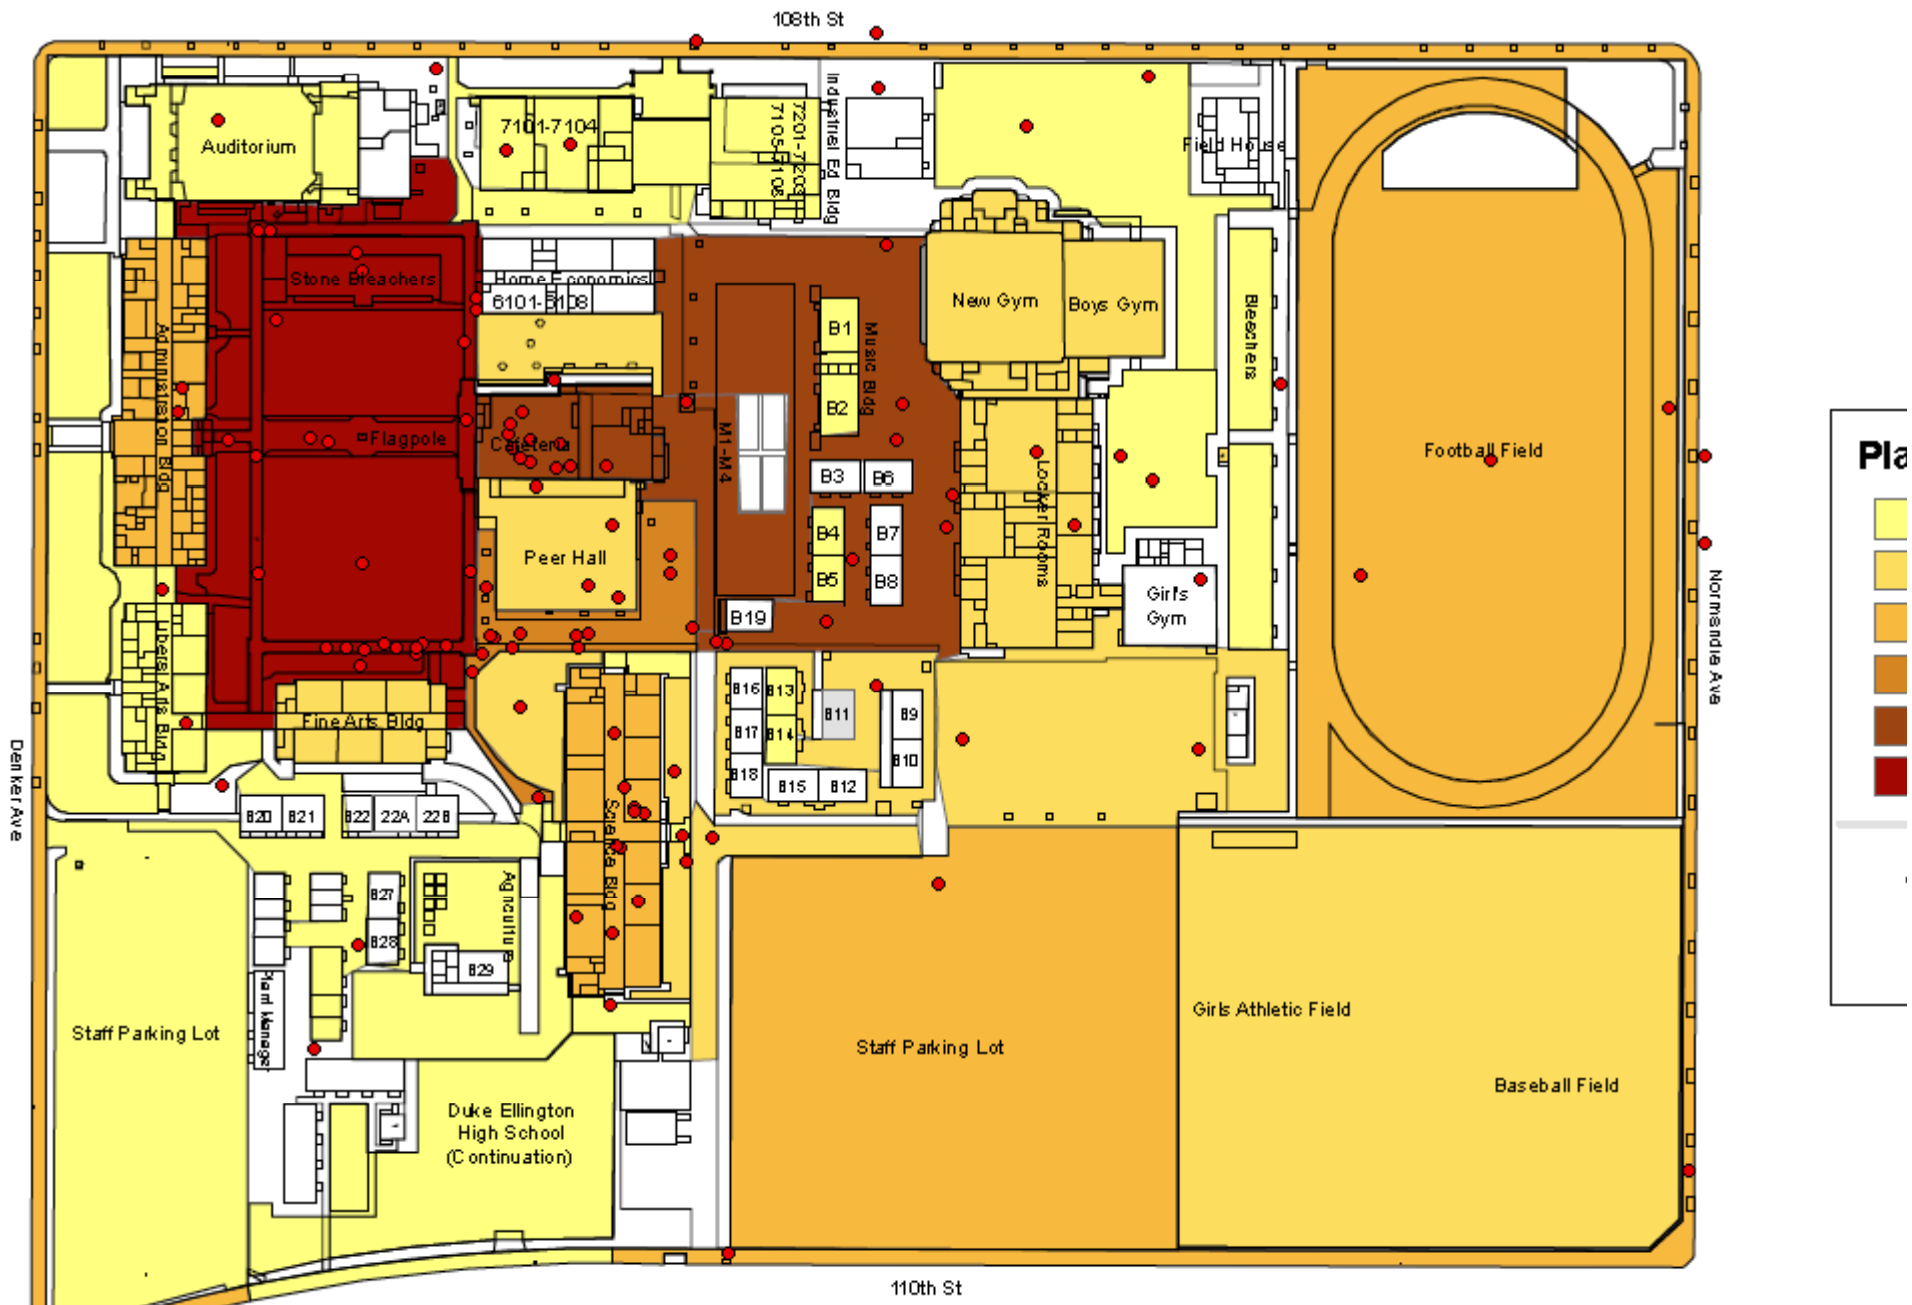 108th St
Auditorium
7101-7104
7201-7203
7105-7108
Industrial Ed Bldg
Field House
Stone Bleachers
Home Economics
6101-6108
New Gym
Boys Gym
Bleachers
B1
Music Bldg
B2
Administration Bldg
Flagpole
Cafeteria
M1-M4
Football Field
Pla
B3
B6
Locker Rooms
B4
B7
Peer Hall
B5
B8
Girl's
Gym
B19
Normandie Ave
Liberal Arts Bldg
Fine Arts Bldg
B16
B13
B11
B9
B17
B14
B10
B18
B15
B12
Denker Ave
B20
B21
B22
22A
22B
Science Bldg
B27
Agriculture
B28
B29
Plant Manager
Staff Parking Lot
Staff Parking Lot
Girls Athletic Field
Baseball Field
Duke Ellington
High School
(Continuation)
110th St